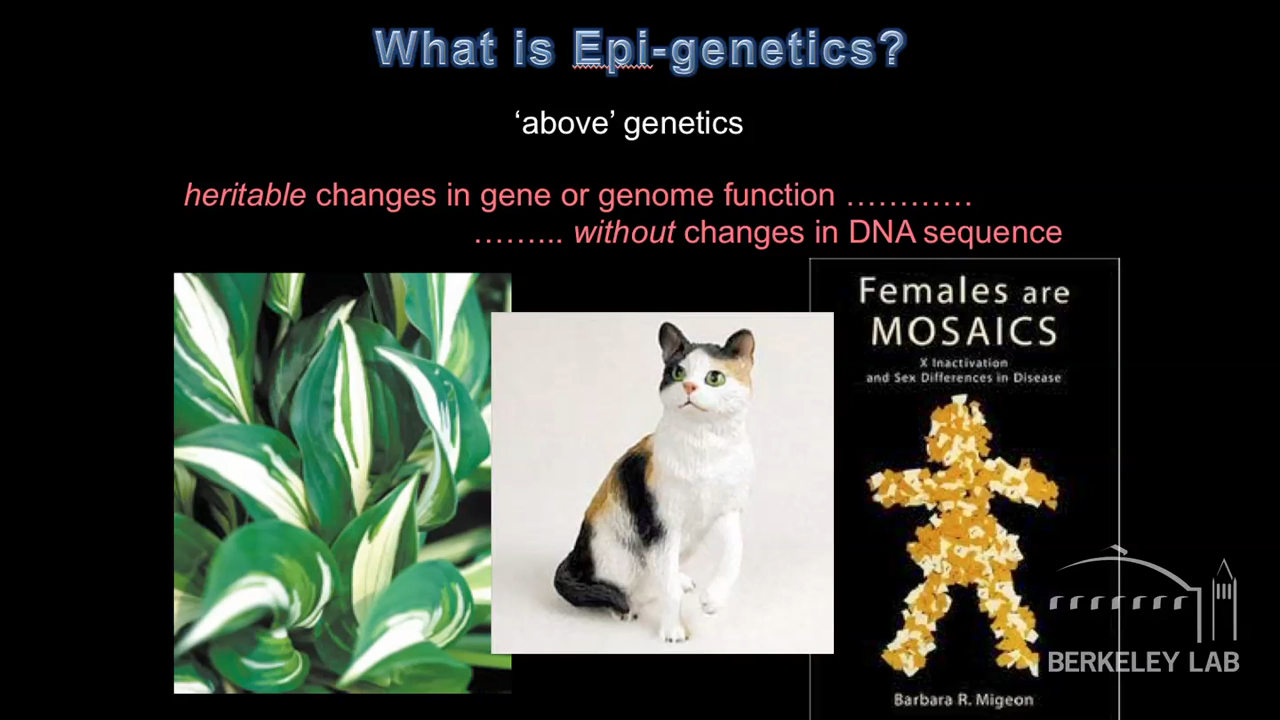 What is Epi-genetics?
‘above’ genetics
heritable changes in gene or genome function …………
……….. without changes in DNA sequence
Females are
MOSAICS
X Inactivation
and Sex Differences in Disease
Barbara R. Migeon
BERKELEY LAB